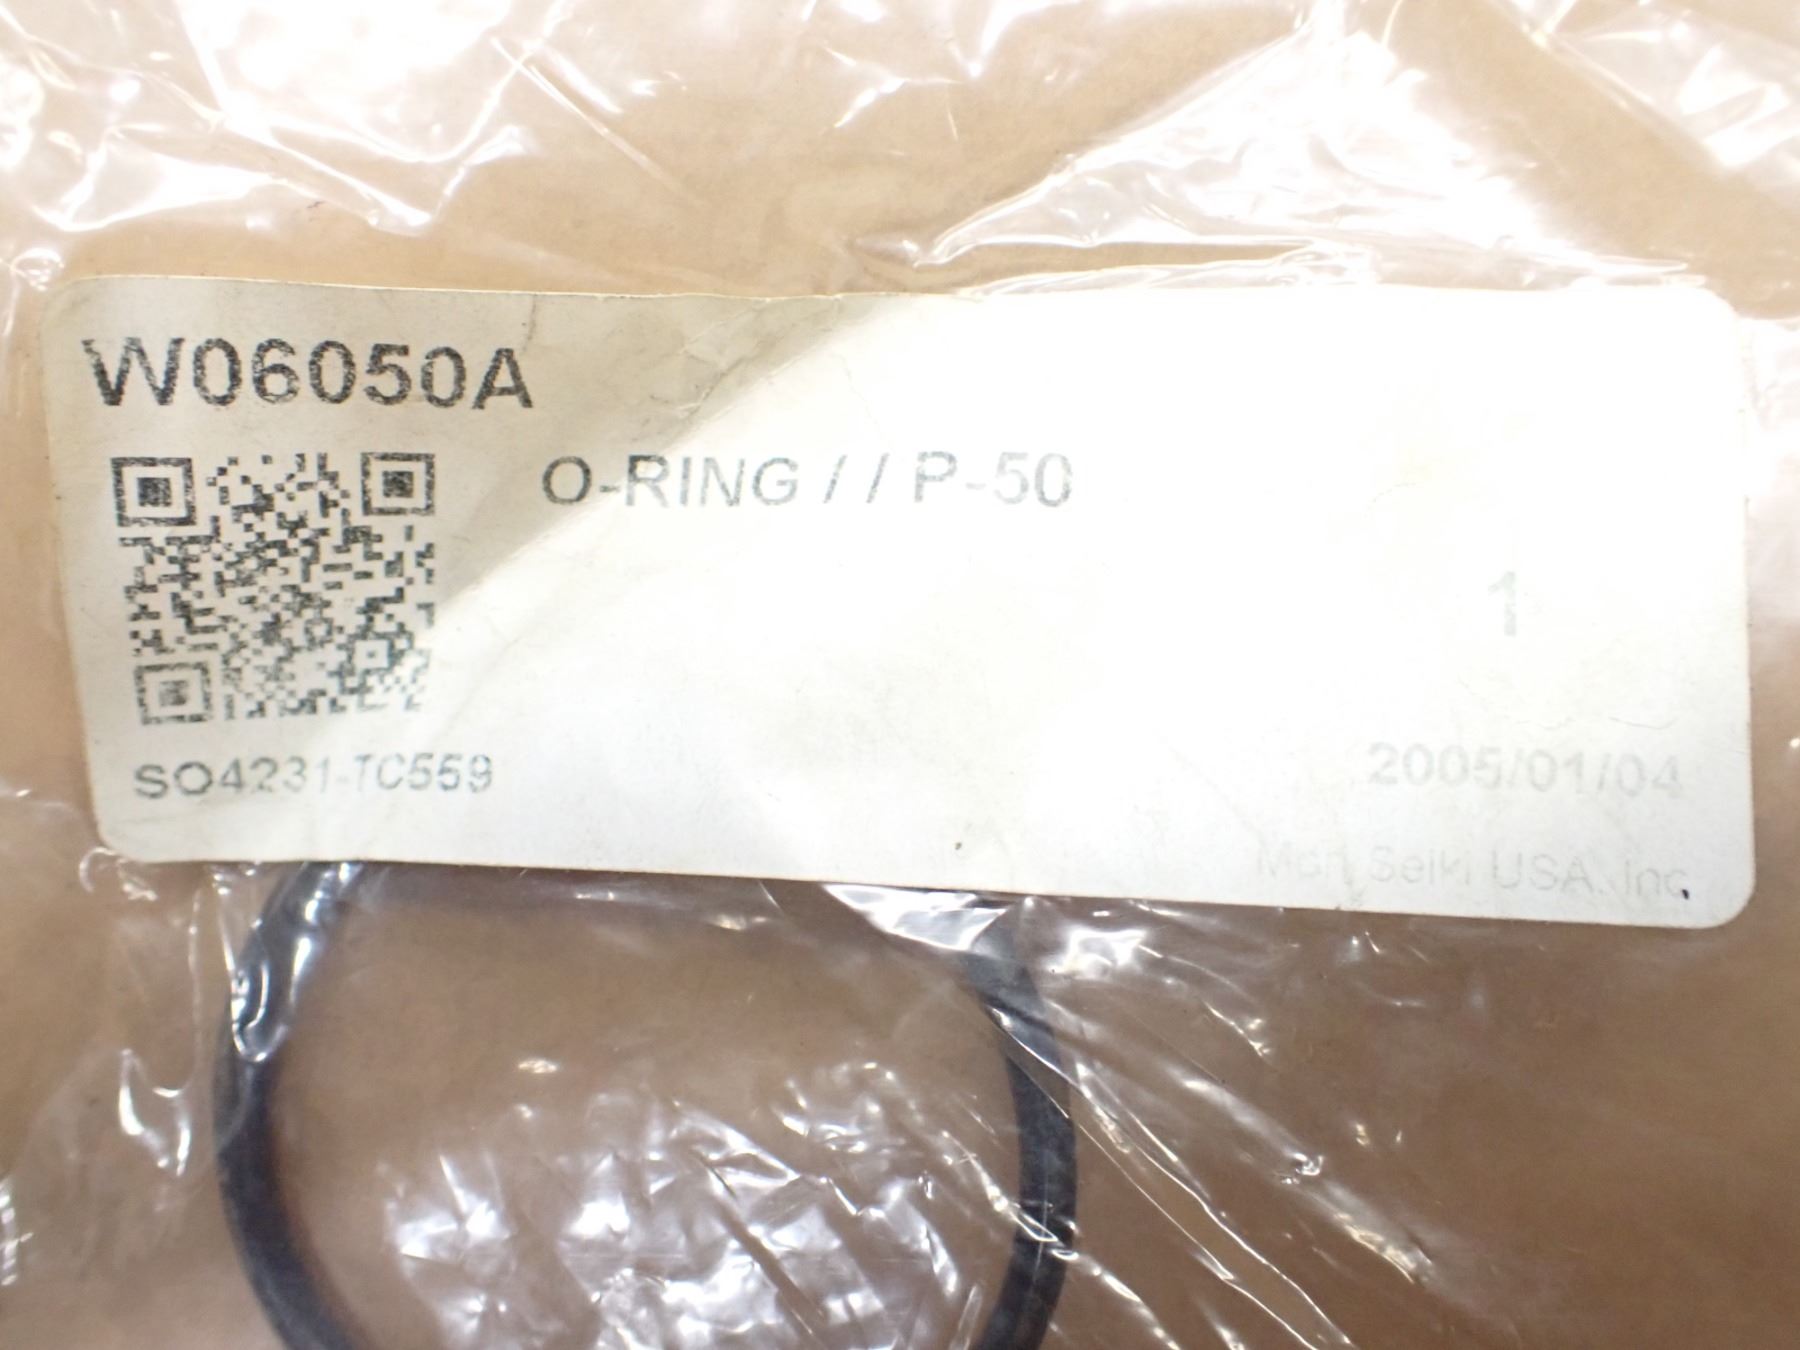 W06050A
O-RING / / P-50
1
SO4231-TC559
2005/01/04
Mori Seiki USA, Inc